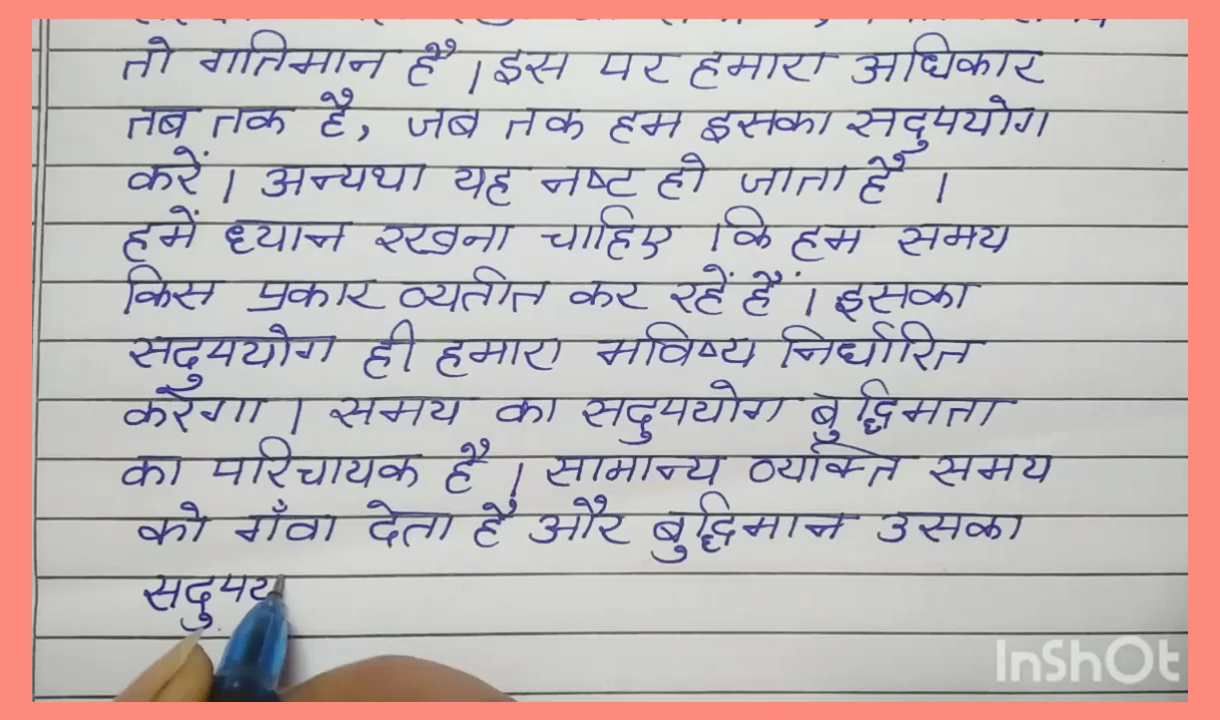 तो गतिमान है। इस पर हमारा अधिकार
तब तक है, जब तक हम इसका सदुपयोग
करें। अन्यथा यह नष्ट हो जाता है।
हमें ध्यान रखना चाहिए कि हम समय
किस प्रकार व्यतीत कर रहें हैं। इसका
सदुपयोग ही हमारा भविष्य निर्धारित
करेगा। समय का सदुपयोग बुद्धिमता
का परिचायक है। सामान्य व्यक्ति समय
को गँवा देता है और बुद्धिमान उसका
सदुपय
InShOt